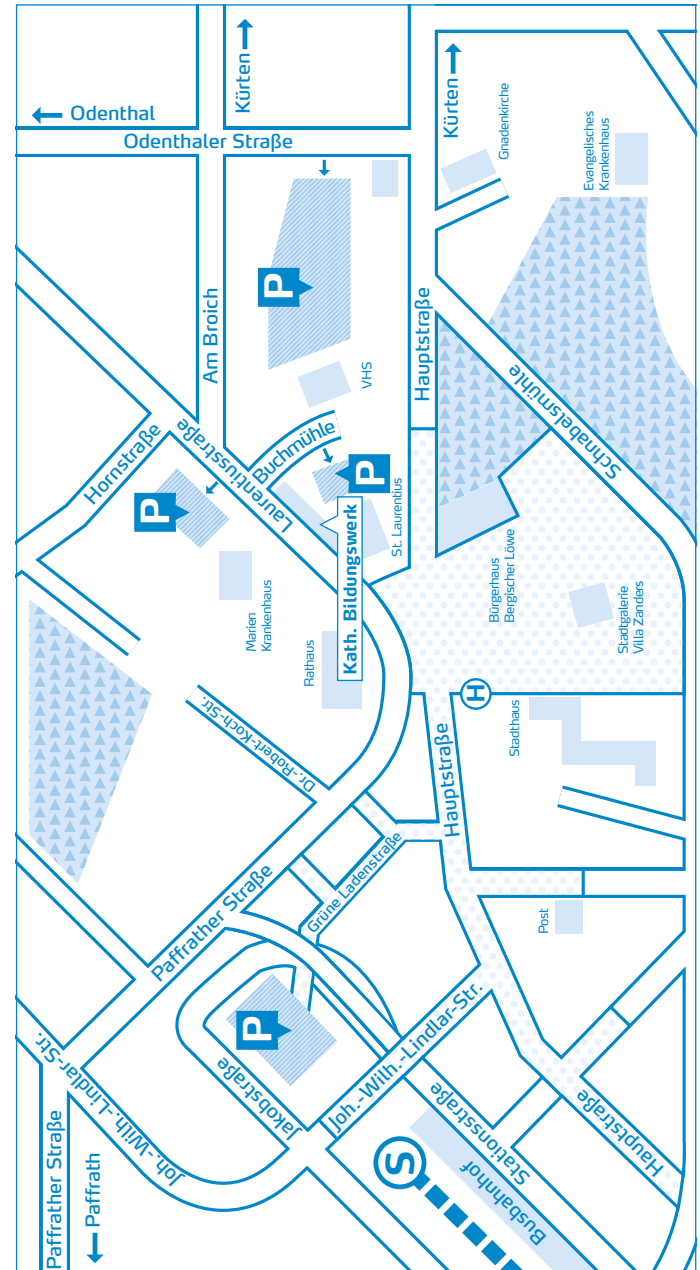 Kürten
Kürten
Odenthal
Odenthaler Straße
Gnadenkirche
Evangelisches
Krankenhaus
P
Am Broich
Hauptstraße
VHS
Schnabelsmühle
Hornstraße
Laurentiusstraße
Buchmühle
P
P
St. Laurentius
Kath. Bildungswerk
Marien
Krankenhaus
Rathaus
Bürgerhaus
Bergischer Löwe
Stadtgalerie
Villa Zanders
H
Stadthaus
Dr.-Robert-Koch-Str.
Hauptstraße
Grüne Ladenstraße
Paffrather Straße
Post
P
Jakobstraße
Joh.-Wilh.-Lindlar-Str.
Joh.-Wilh.-Lindlar-Str.
Stationsstraße
Hauptstraße
S
Busbahnhof
Paffrather Straße
Paffrath